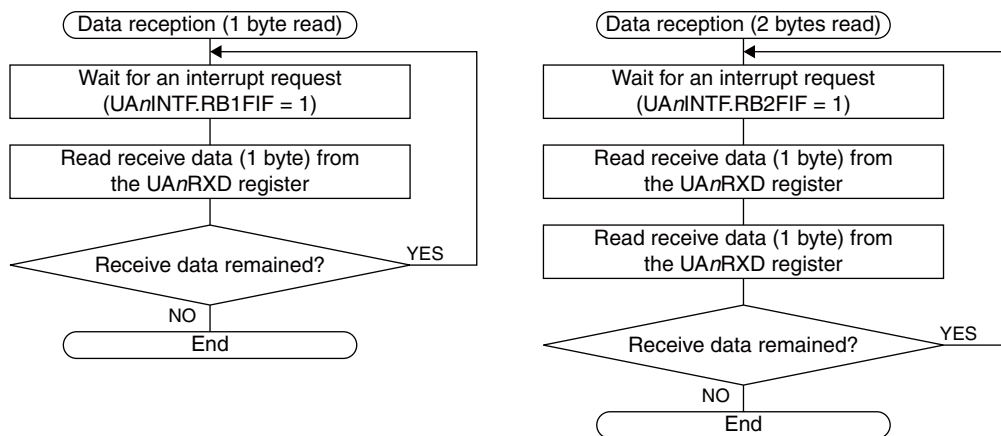 Data reception (1 byte read)
Wait for an interrupt request
(UAnINTF.RB1FIF = 1)
Read receive data (1 byte) from
the UAnRXD register
Receive data remained?
YES
NO
End
Data reception (2 bytes read)
Wait for an interrupt request
(UAnINTF.RB2FIF = 1)
Read receive data (1 byte) from
the UAnRXD register
Read receive data (1 byte) from
the UAnRXD register
Receive data remained?
YES
NO
End